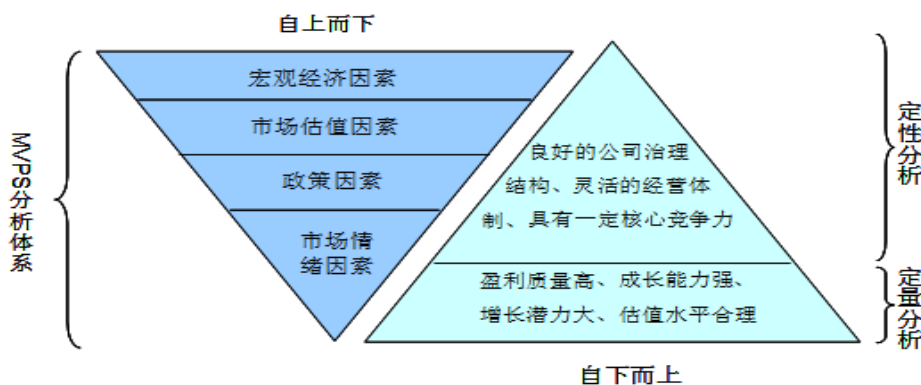 自上而下
MVPS分析体系
宏观经济因素
市场估值因素
政策因素
市场情
绪因素
良好的公司治理
结构、灵活的经营体
制、具有一定核心竞争力
盈利质量高、成长能力强、
增长潜力大、估值水平合理
定性分析
定量分析
自下而上